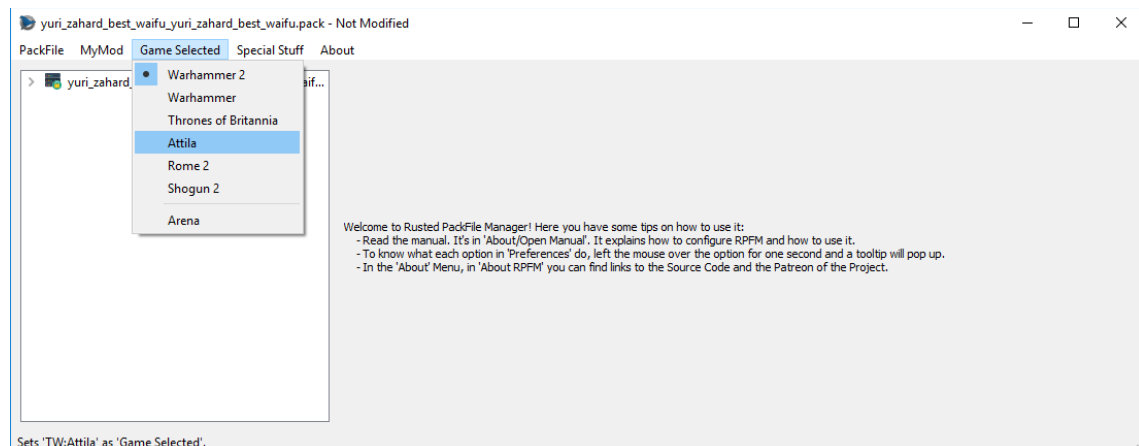 yuri_zahard_best_waifu_yuri_zahard_best_waifu.pack - Not Modified
PackFile MyMod Game Selected Special Stuff About
yuri_zahard_ aif...
Warhammer 2
Warhammer
Thrones of Britannia
Attila
Rome 2
Shogun 2
Arena
Welcome to Rusted PackFile Manager! Here you have some tips on how to use it:
- Read the manual. It's in 'About/Open Manual'. It explains how to configure RPFM and how to use it.
- To know what each option in 'Preferences' do, left the mouse over the option for one second and a tooltip will pop up.
- In the 'About' Menu, in 'About RPFM' you can find links to the Source Code and the Patreon of the Project.
Sets 'TW:Attila' as 'Game Selected'.